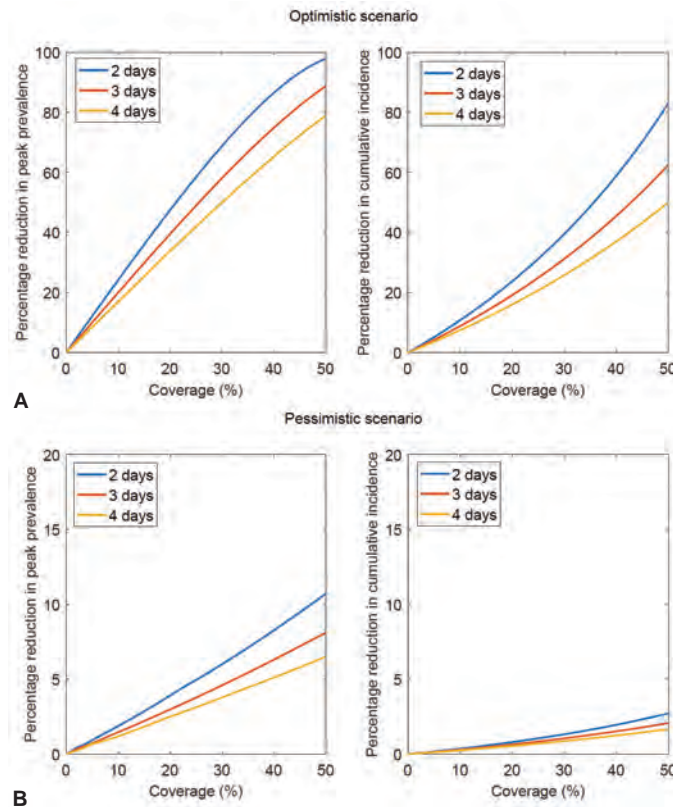 Optimistic scenario
Percentage reduction in peak prevalence
100
80
60
40
20
0
2 days
3 days
4 days
0 10 20 30 40 50
Coverage (%)
Percentage reduction in cumulative incidence
100
80
60
40
20
0
2 days
3 days
4 days
0 10 20 30 40 50
Coverage (%)
A
Pessimistic scenario
Percentage reduction in peak prevalence
20
15
10
5
0
2 days
3 days
4 days
0 10 20 30 40 50
Coverage (%)
Percentage reduction in cumulative incidence
20
15
10
5
0
2 days
3 days
4 days
0 10 20 30 40 50
Coverage (%)
B